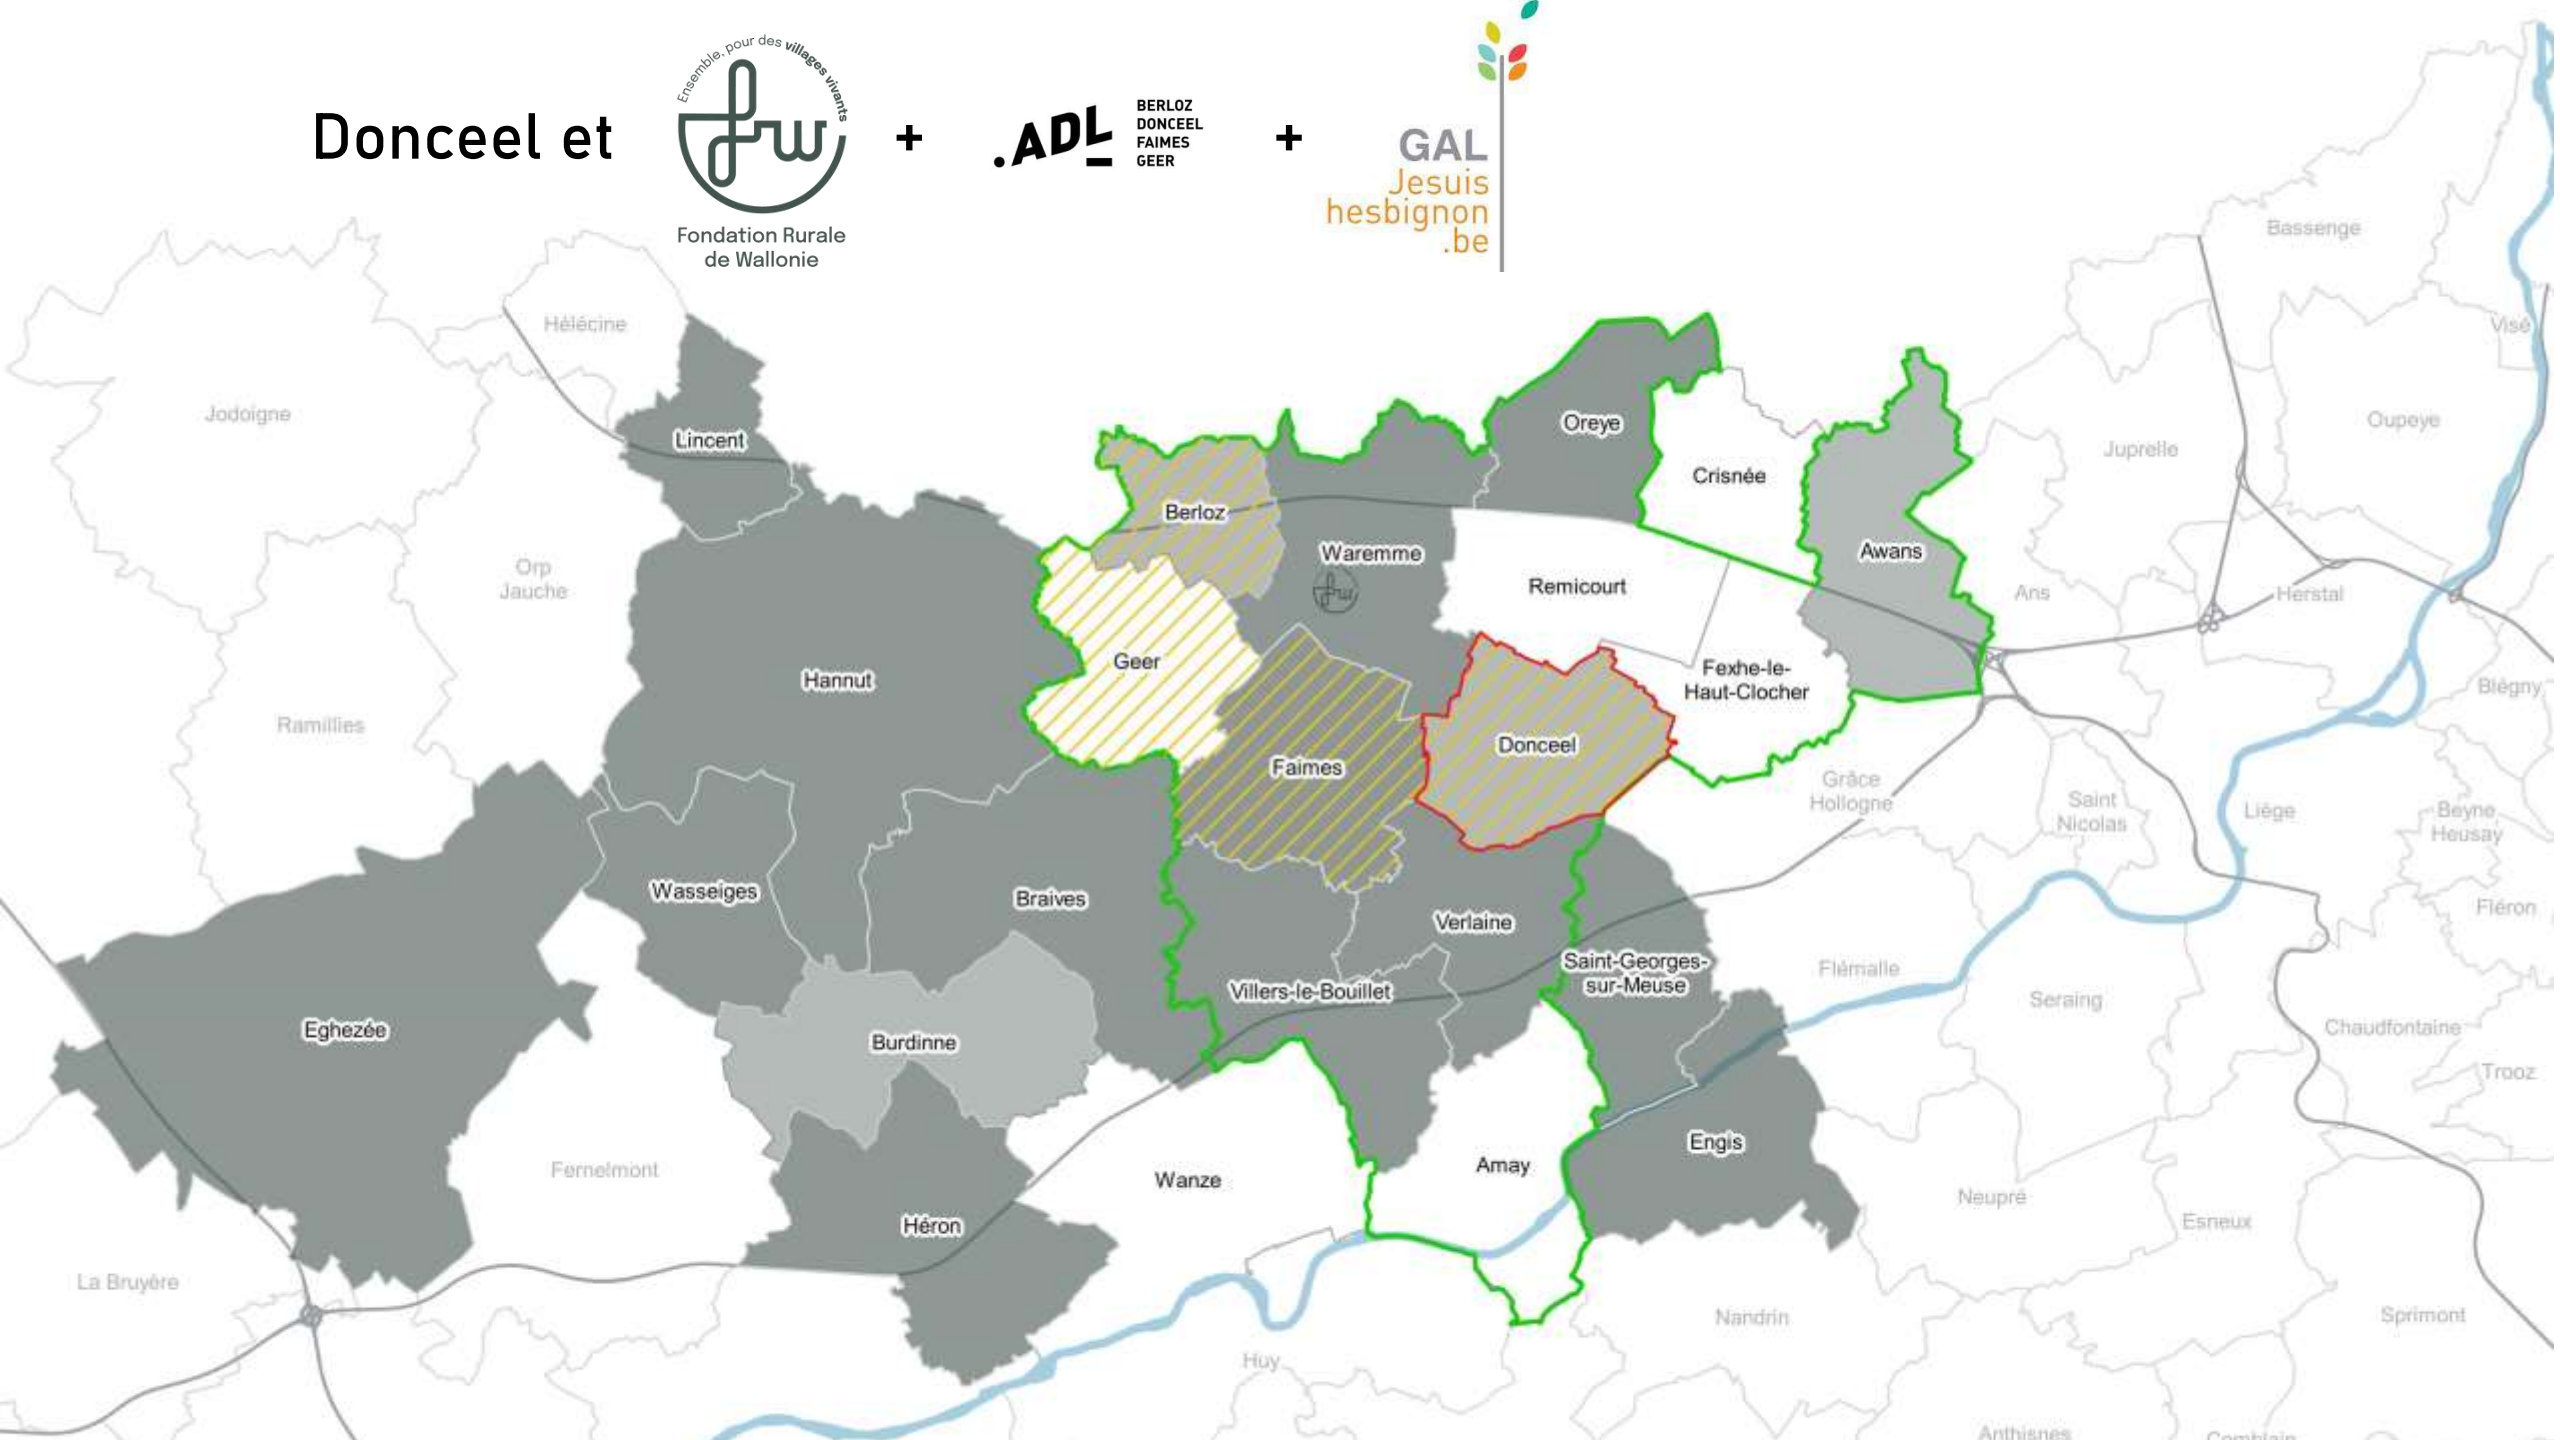 Ensemble, pour des villages vivants
Donceel et
Fondation Rurale
de Wallonie
+
.ADL
BERLOZ
DONCEEL
FAIMES
GEER
+
GAL
Jesuis
hesbignon
.be
Bassenge
Hélécine
Visé
Jodoigne
Lincent
Oreye
Crisnée
Juprelle
Oupeye
Berloz
Waremme
Awans
Orp
Jauche
Remicourt
Ans
Herstal
Geer
Hannut
Fexhe-le-
Haut-Clocher
Blégny
Ramillies
Donceel
Faimes
Grâce
Hollogne
Saint
Nicolas
Liège
Beyne
Heusay
Wasseiges
Braives
Verlaine
Fléron
Saint-Georges-
sur-Meuse
Flémalle
Villers-le-Bouillet
Seraing
Eghezée
Burdinne
Chaudfontaine
Trooz
Engis
Fernelmont
Wanze
Amay
Neupré
Héron
Esneux
La Bruyère
Nandrin
Sprimont
Huy
Anthisnes
Comblain